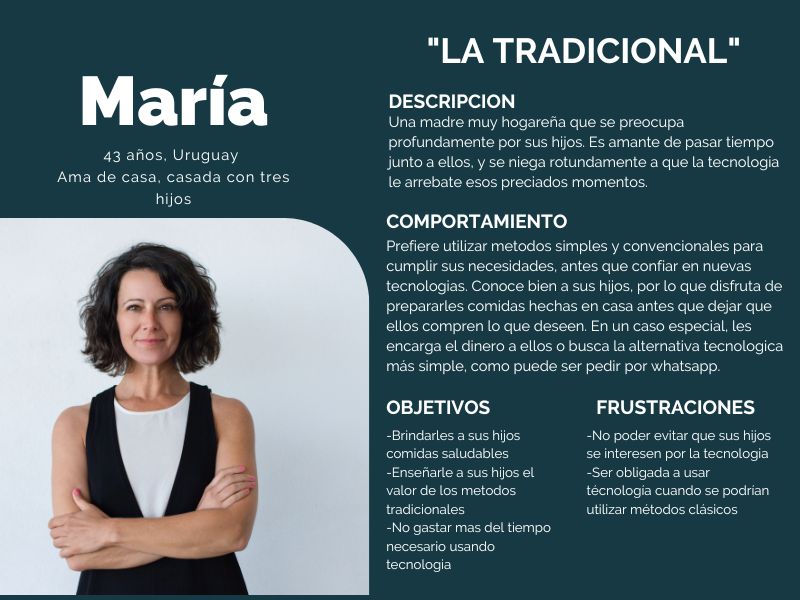 María
43 años, Uruguay
Ama de casa, casada con tres
hijos
"LA TRADICIONAL"
DESCRIPCION
Una madre muy hogareña que se preocupa
profundamente por sus hijos. Es amante de pasar tiempo
junto a ellos, y se niega rotundamente a que la tecnologia
le arrebate esos preciados momentos.
COMPORTAMIENTO
Prefiere utilizar metodos simples y convencionales para
cumplir sus necesidades, antes que confiar en nuevas
tecnologias. Conoce bien a sus hijos, por lo que disfruta de
prepararles comidas hechas en casa antes que dejar que
ellos compren lo que deseen. En un caso especial, les
encarga el dinero a ellos o busca la alternativa tecnologica
más simple, como puede ser pedir por whatsapp.
OBJETIVOS
-Brindarles a sus hijos
comidas saludables
-Enseñarle a sus hijos el
valor de los metodos
tradicionales
-No gastar mas del tiempo
necesario usando
tecnologia
FRUSTRACIONES
-No poder evitar que sus hijos
se interesen por la tecnologia
-Ser obligada a usar
técnología cuando se podrían
utilizar métodos clásicos